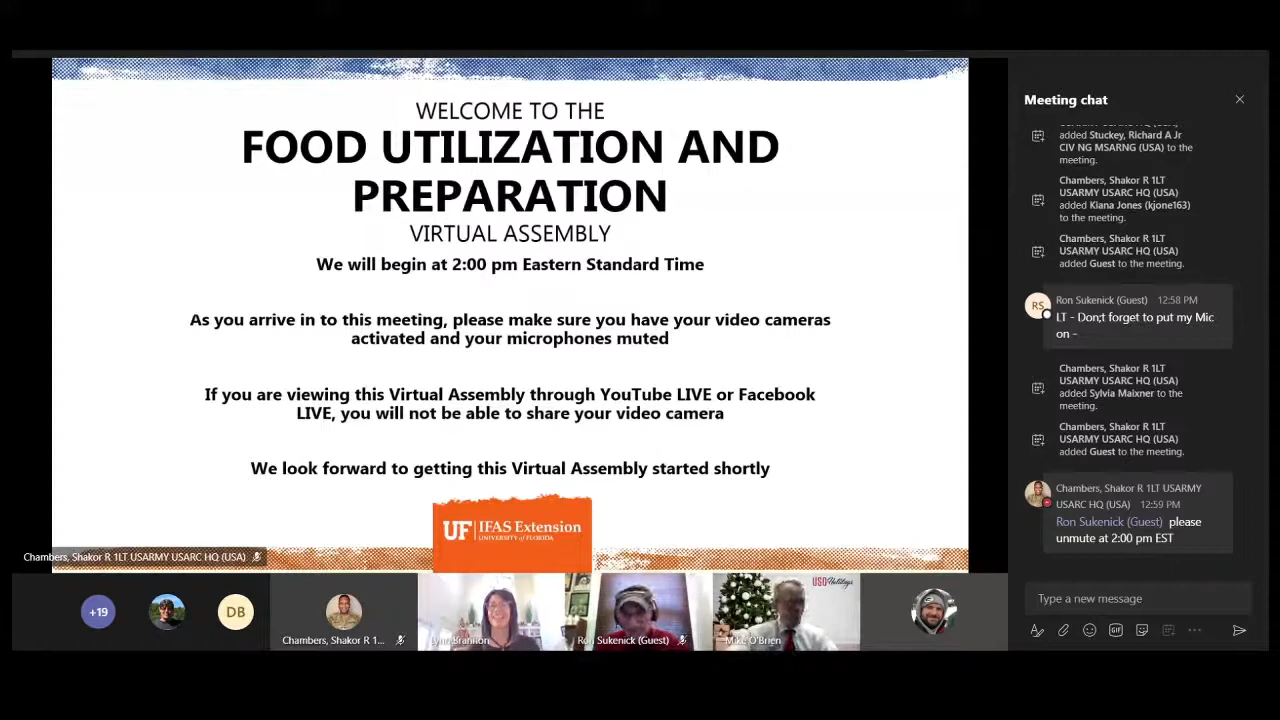 WELCOME TO THE
FOOD UTILIZATION AND
PREPARATION
VIRTUAL ASSEMBLY
We will begin at 2:00 pm Eastern Standard Time
As you arrive in to this meeting, please make sure you have your video cameras
activated and your microphones muted
If you are viewing this Virtual Assembly through YouTube LIVE or Facebook
LIVE, you will not be able to share your video camera
We look forward to getting this Virtual Assembly started shortly
UF IFAS Extension
UNIVERSITY of FLORIDA
Chambers, Shakor R 1LT USARMY USARC HQ (USA)
+19
DB
Chambers, Shakor R 1...
Lynn Brannon
Ron Sukenick (Guest)
USO Holidays
Mike O'Brien
Meeting chat
added Stuckey, Richard A Jr
CIV NG MSARNG (USA) to the
meeting.
Chambers, Shakor R 1LT
USARMY USARC HQ (USA)
added Kiana Jones (kjone163)
to the meeting.
Chambers, Shakor R 1LT
USARMY USARC HQ (USA)
added Guest to the meeting.
RS
Ron Sukenick (Guest) 12:58 PM
LT - Don;t forget to put my Mic
on -
Chambers, Shakor R 1LT
USARMY USARC HQ (USA)
added Sylvia Maixner to the
meeting.
Chambers, Shakor R 1LT
USARMY USARC HQ (USA)
added Guest to the meeting.
Chambers, Shakor R 1LT USARMY
USARC HQ (USA) 12:59 PM
Ron Sukenick (Guest) please
unmute at 2:00 pm EST
Type a new message
GIF